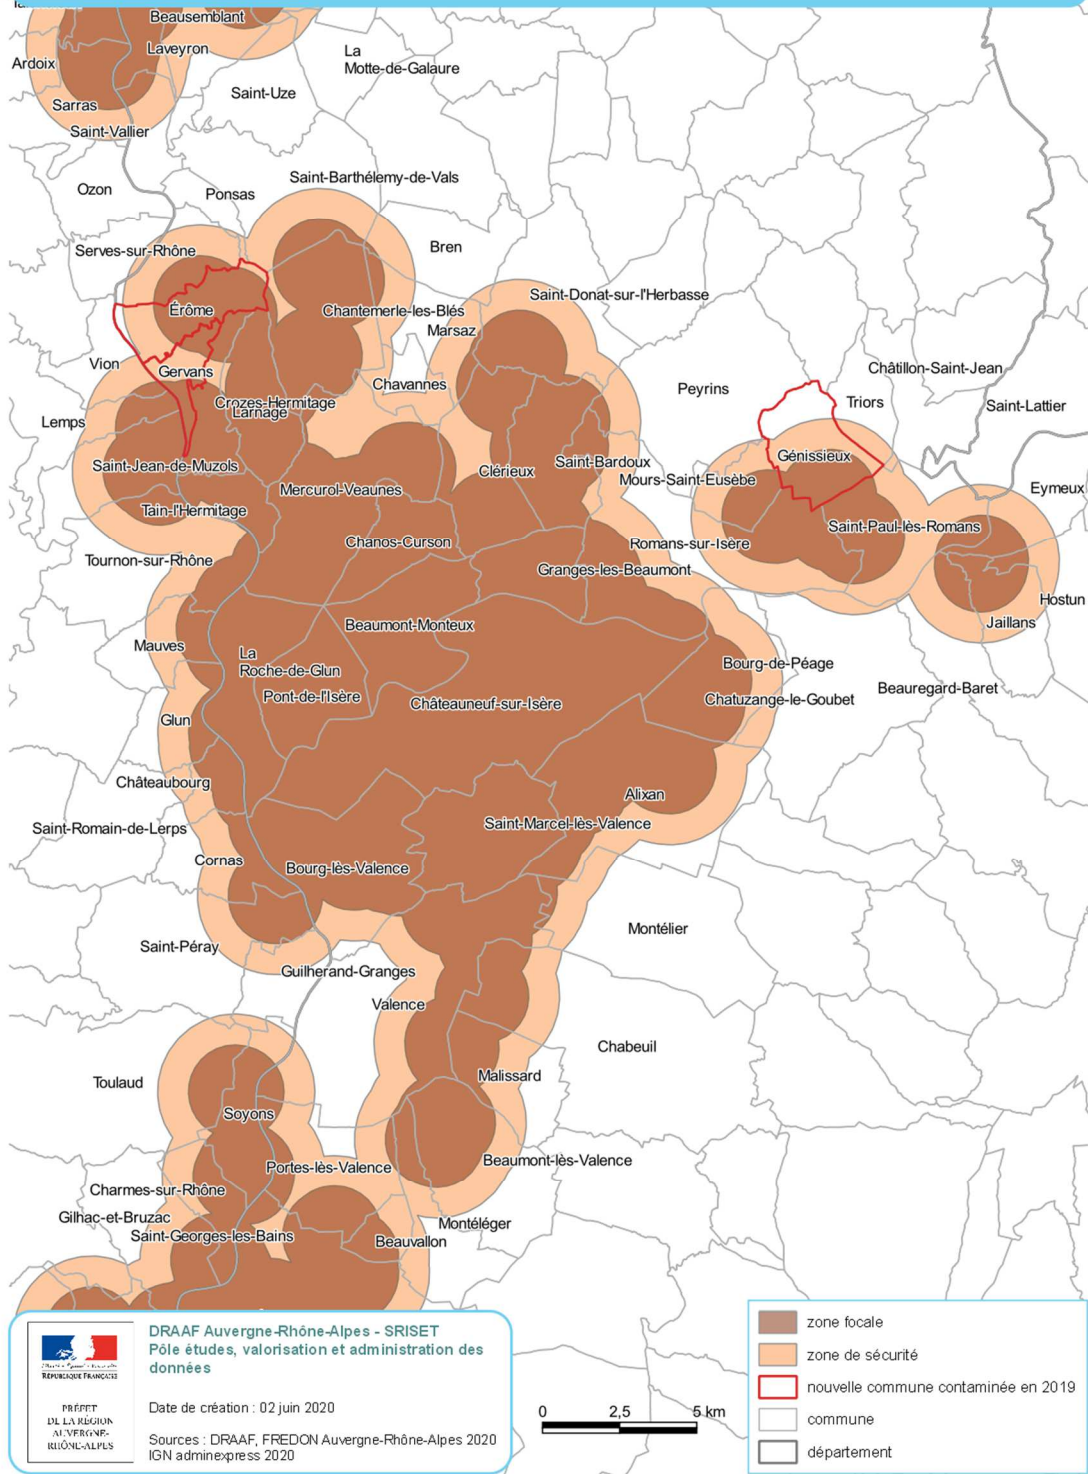 Beausemblant
Laveyron
Ardoix
La
Motte-de-Galaure
Saint-Uze
Sarras
Saint-Vallier
Ozon
Ponsas
Saint-Barthélemy-de-Vals
Serves-sur-Rhône
Bren
Saint-Donat-sur-l'Herbasse
Érôme
Chantemerle-les-Blés
Marsaz
Vion
Gervans
Chavannes
Châtillon-Saint-Jean
Peyrins
Triors
Saint-Lattier
Crozes-Hermitage
Larnage
Lemps
Génissieux
Saint-Jean-de-Muzols
Clérieux
Saint-Bardoux
Mours-Saint-Eusèbe
Mercurol-Veaunes
Eymeux
Tain-l'Hermitage
Saint-Paul-lès-Romans
Chanos-Curson
Romans-sur-Isère
Tournon-sur-Rhône
Granges-les-Beaumont
Hostun
Jaillans
Beaumont-Monteux
Mauves
La
Roche-de-Glun
Bourg-de-Péage
Pont-de-l'Isère
Châteauneuf-sur-Isère
Chatuzange-le-Goubet
Beauregard-Baret
Glun
Châteaubourg
Alixan
Saint-Romain-de-Lerps
Saint-Marcel-lès-Valence
Cornas
Bourg-lès-Valence
Montélier
Saint-Péray
Guilherand-Granges
Valence
Chabeuil
Malissard
Toulaud
Soyons
Portes-lès-Valence
Beaumont-lès-Valence
Charmes-sur-Rhône
Gilhac-et-Bruzac
Saint-Georges-les-Bains
Montéléger
Beauvallon
DRAAF Auvergne-Rhône-Alpes - SRISET
Pôle études, valorisation et administration des
données
Date de création : 02 juin 2020
Sources : DRAAF, FREDON Auvergne-Rhône-Alpes 2020
IGN adminexpress 2020
RÉPUBLIQUE FRANÇAISE
PRÉFET
DE LA RÉGION
AUVERGNE-
RHÔNE-ALPES
0 2,5 5 km
zone focale
zone de sécurité
nouvelle commune contaminée en 2019
commune
département